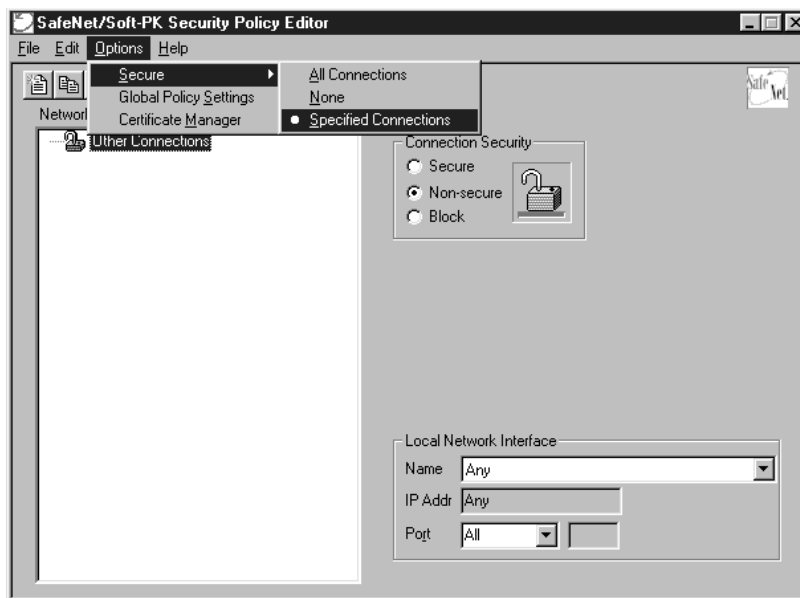 SafeNet/Soft-PK Security Policy Editor
File Edit Options Help
Secure
Global Policy Settings
Certificate Manager
All Connections
None
Specified Connections
Safe Net.
Other Connections
Connection Security
Secure
Non-secure
Block
Local Network Interface
Name Any
IP Addr Any
Port All